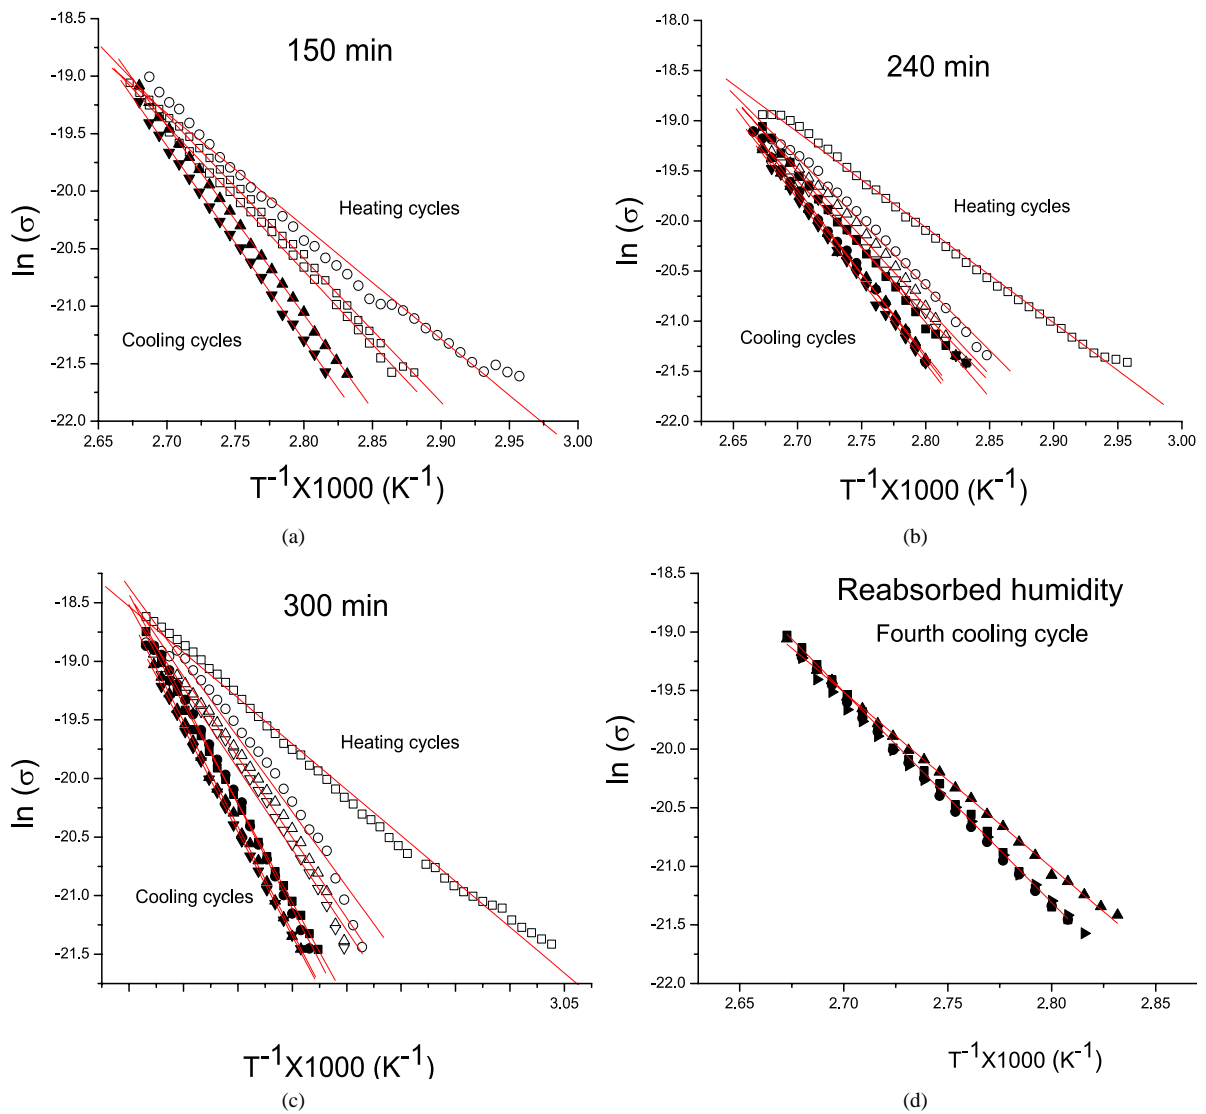 -18.5
-19.0
-19.5
-20.0
-20.5
-21.0
-21.5
-22.0
ln (σ)
150 min
Heating cycles
Cooling cycles
2.65 2.70 2.75 2.80 2.85 2.90 2.95 3.00
T⁻¹X1000 (K⁻¹)
(a)
-18.0
-18.5
-19.0
-19.5
-20.0
-20.5
-21.0
-21.5
-22.0
ln (σ)
240 min
Heating cycles
Cooling cycles
2.65 2.70 2.75 2.80 2.85 2.90 2.95 3.00
T⁻¹X1000 (K⁻¹)
(b)
-18.5
-19.0
-19.5
-20.0
-20.5
-21.0
-21.5
ln (σ)
300 min
Heating cycles
Cooling cycles
3.05
T⁻¹X1000 (K⁻¹)
(c)
-18.5
-19.0
-19.5
-20.0
-20.5
-21.0
-21.5
-22.0
ln (σ)
Reabsorbed humidity
Fourth cooling cycle
2.65 2.70 2.75 2.80 2.85
T⁻¹X1000 (K⁻¹)
(d)